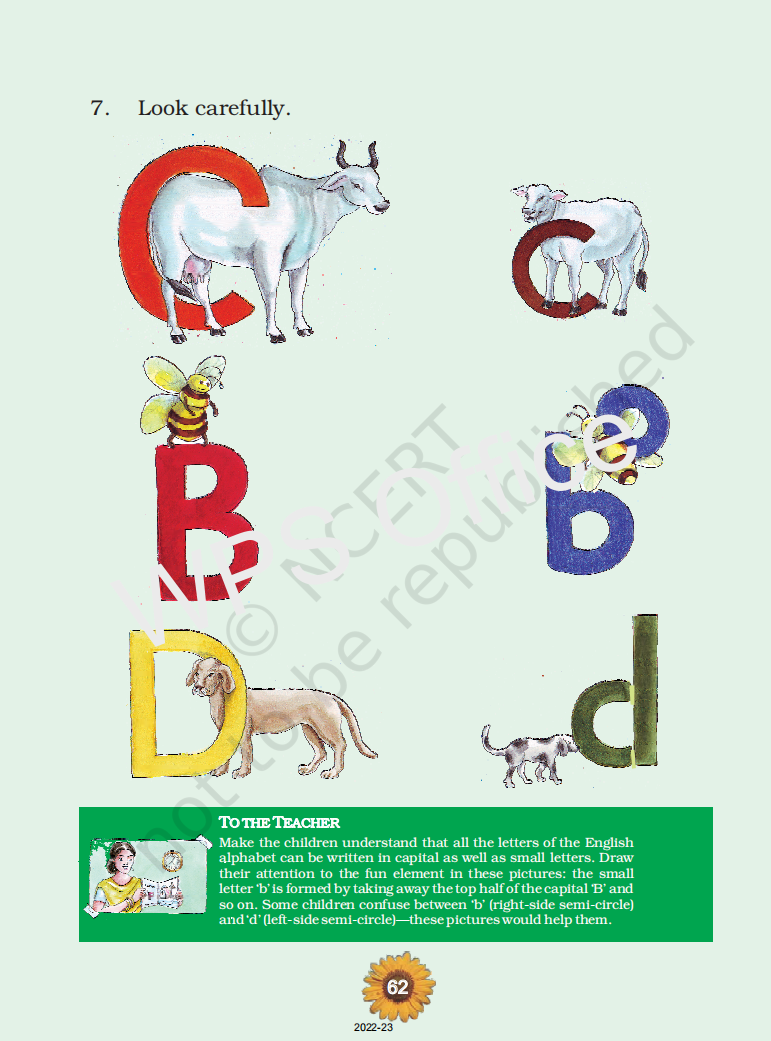 7. Look carefully.
C
c
B
b
D
d
© NCERT
not to be republished
WPS Office
TO THE TEACHER
Make the children understand that all the letters of the English
alphabet can be written in capital as well as small letters. Draw
their attention to the fun element in these pictures: the small
letter ‘b’ is formed by taking away the top half of the capital ‘B’ and
so on. Some children confuse between ‘b’ (right-side semi-circle)
and ‘d’ (left-side semi-circle)—these pictures would help them.
62
2022-23